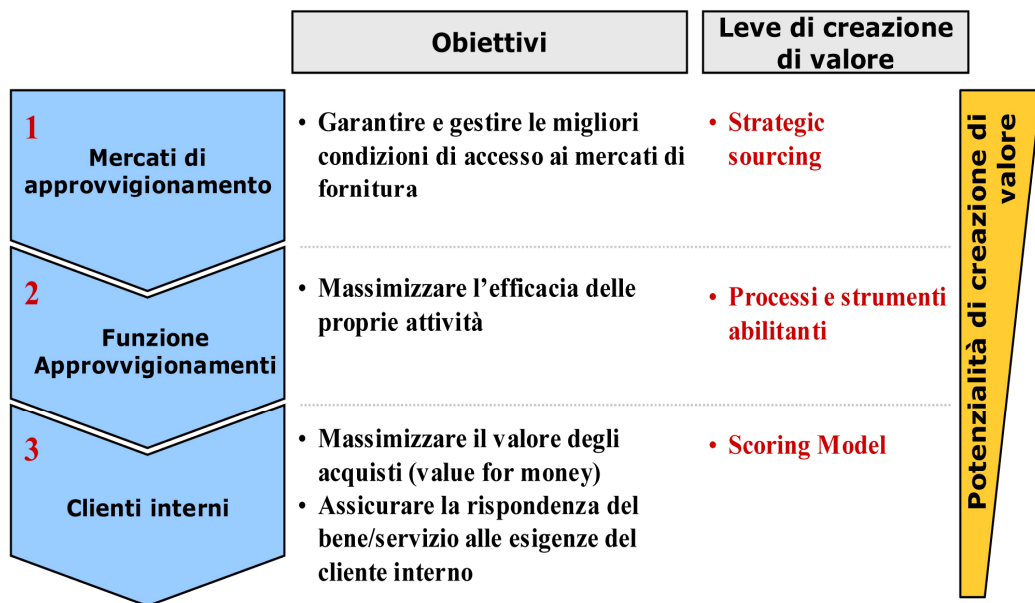 Obiettivi
Leve di creazione
di valore
1
Mercati di
approvvigionamento
• Garantire e gestire le migliori
condizioni di accesso ai mercati di
fornitura
• Strategic
sourcing
2
Funzione
Approvvigionamenti
• Massimizzare l’efficacia delle
proprie attività
• Processi e strumenti
abilitanti
3
Clienti interni
• Massimizzare il valore degli
acquisti (value for money)
• Assicurare la rispondenza del
bene/servizio alle esigenze del
cliente interno
• Scoring Model
Potenzialità di creazione di
valore